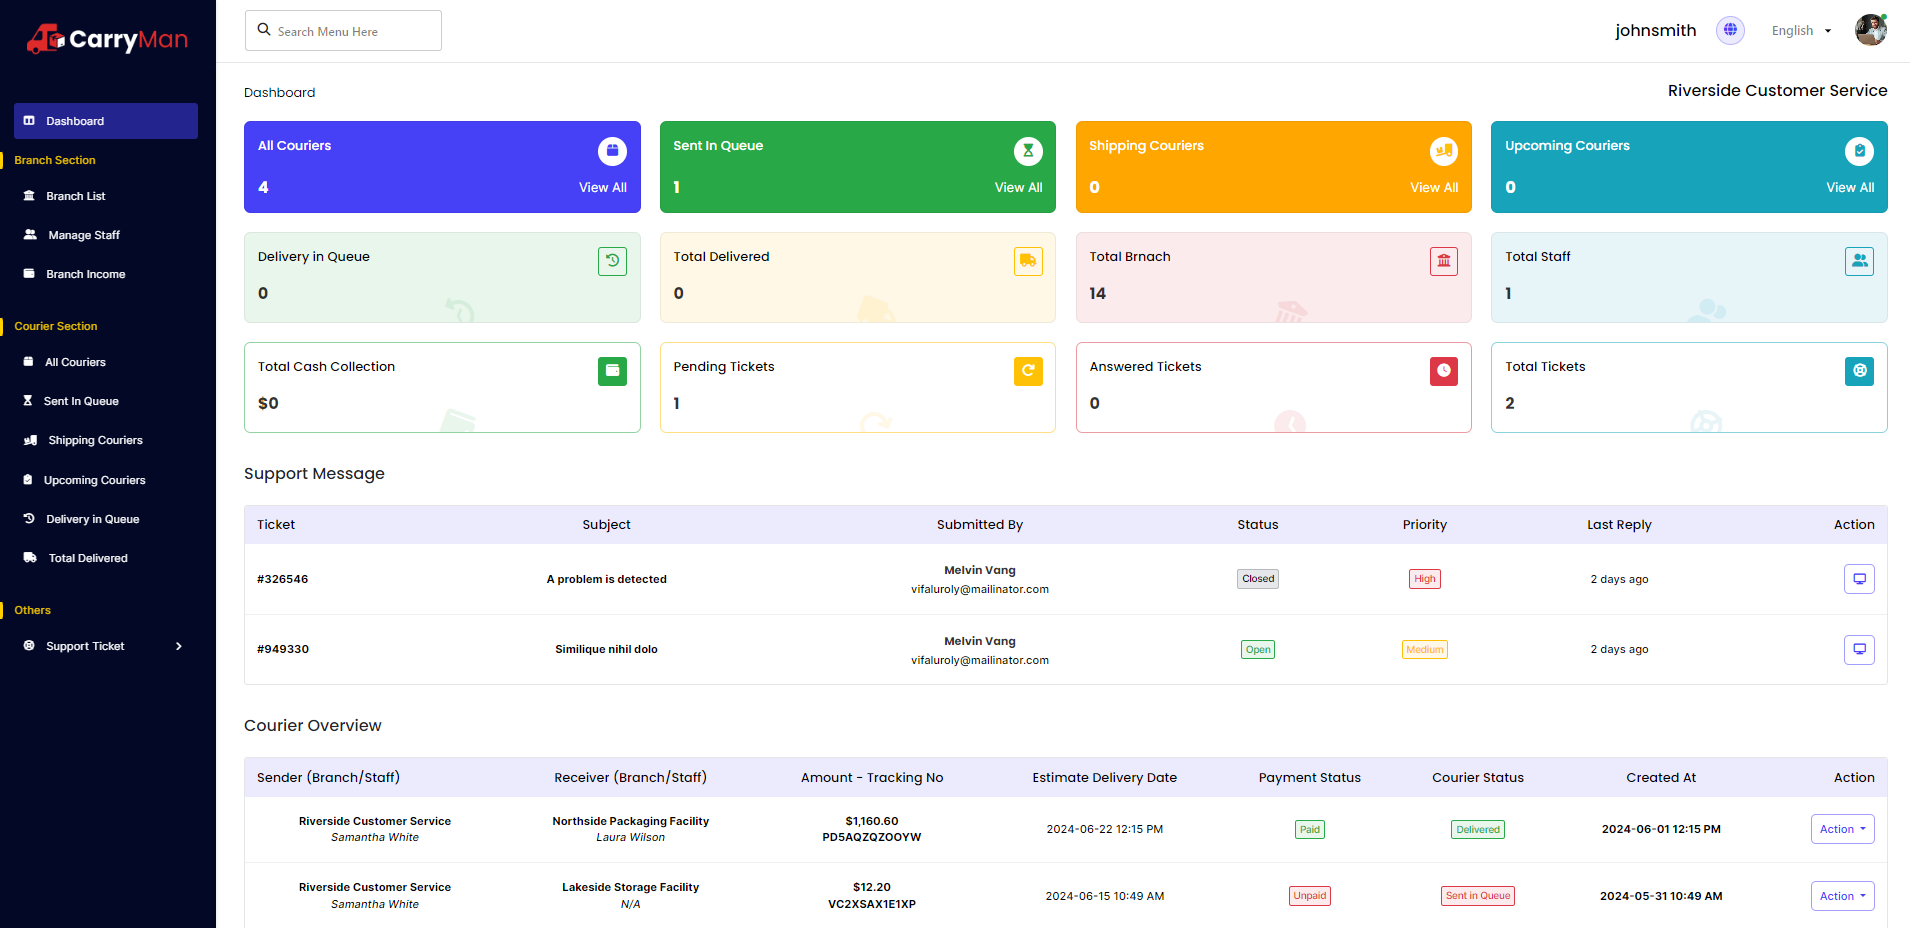 CarryMan
Search Menu Here
johnsmith
English
Dashboard
Branch Section
Branch List
Manage Staff
Branch Income
Courier Section
All Couriers
Sent In Queue
Shipping Couriers
Upcoming Couriers
Delivery in Queue
Total Delivered
Others
Support Ticket
Dashboard
Riverside Customer Service
All Couriers
4
View All
Sent In Queue
1
View All
Shipping Couriers
0
View All
Upcoming Couriers
0
View All
Delivery in Queue
0
Total Delivered
0
Total Brnach
14
Total Staff
1
Total Cash Collection
$0
Pending Tickets
1
Answered Tickets
0
Total Tickets
2
Support Message
Ticket Subject Submitted By Status Priority Last Reply Action
#326546 A problem is detected Melvin Vang Closed High 2 days ago
vifaluroly@mailinator.com
#949330 Similique nihil dolo Melvin Vang Open Medium 2 days ago
vifaluroly@mailinator.com
Courier Overview
Sender (Branch/Staff) Receiver (Branch/Staff) Amount - Tracking No Estimate Delivery Date Payment Status Courier Status Created At Action
Riverside Customer Service Northside Packaging Facility $1,160.60 2024-06-22 12:15 PM Paid Delivered 2024-06-01 12:15 PM Action
Samantha White Laura Wilson PD5AQZQZOOYW
Riverside Customer Service Lakeside Storage Facility $12.20 2024-06-15 10:49 AM Unpaid Sent in Queue 2024-05-31 10:49 AM Action
Samantha White N/A VC2XSAX1E1XP